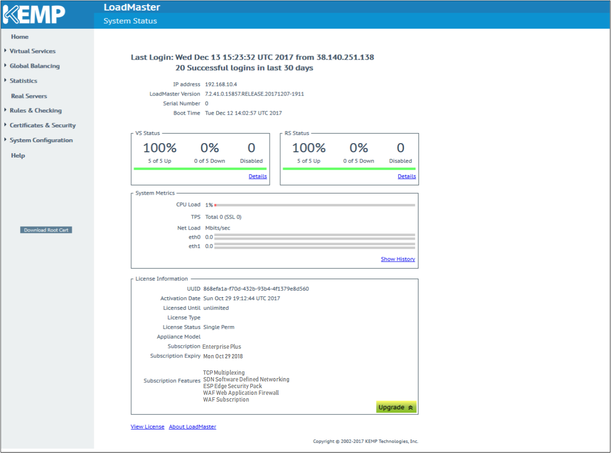 KEMP
LoadMaster
System Status
Home
Virtual Services
Global Balancing
Statistics
Real Servers
Rules & Checking
Certificates & Security
System Configuration
Help
Download Root Cert
Last Login: Wed Dec 13 15:23:32 UTC 2017 from 38.140.251.138
20 Successful logins in last 30 days
IP address 192.168.10.4
LoadMaster Version 7.2.41.0.15857.RELEASE.20171207-1911
Serial Number 0
Boot Time Tue Dec 12 14:02:57 UTC 2017
VS Status
100% 0% 0
5 of 5 Up 0 of 5 Down Disabled
Details
RS Status
100% 0% 0
5 of 5 Up 0 of 5 Down Disabled
Details
System Metrics
CPU Load 1%
TPS Total 0 (SSL 0)
Net Load Mbits/sec
eth0 0.0
eth1 0.0
Show History
License Information
UUID 868efa1a-f70d-432b-93b4-4f1379e8d560
Activation Date Sun Oct 29 19:12:44 UTC 2017
Licensed Until unlimited
License Type
License Status Single Perm
Appliance Model
Subscription Enterprise Plus
Subscription Expiry Mon Oct 29 2018
Subscription Features TCP Multiplexing
SDN Software Defined Networking
ESP Edge Security Pack
WAF Web Application Firewall
WAF Subscription
Upgrade
View License About LoadMaster
Copyright © 2002-2017 KEMP Technologies, Inc.